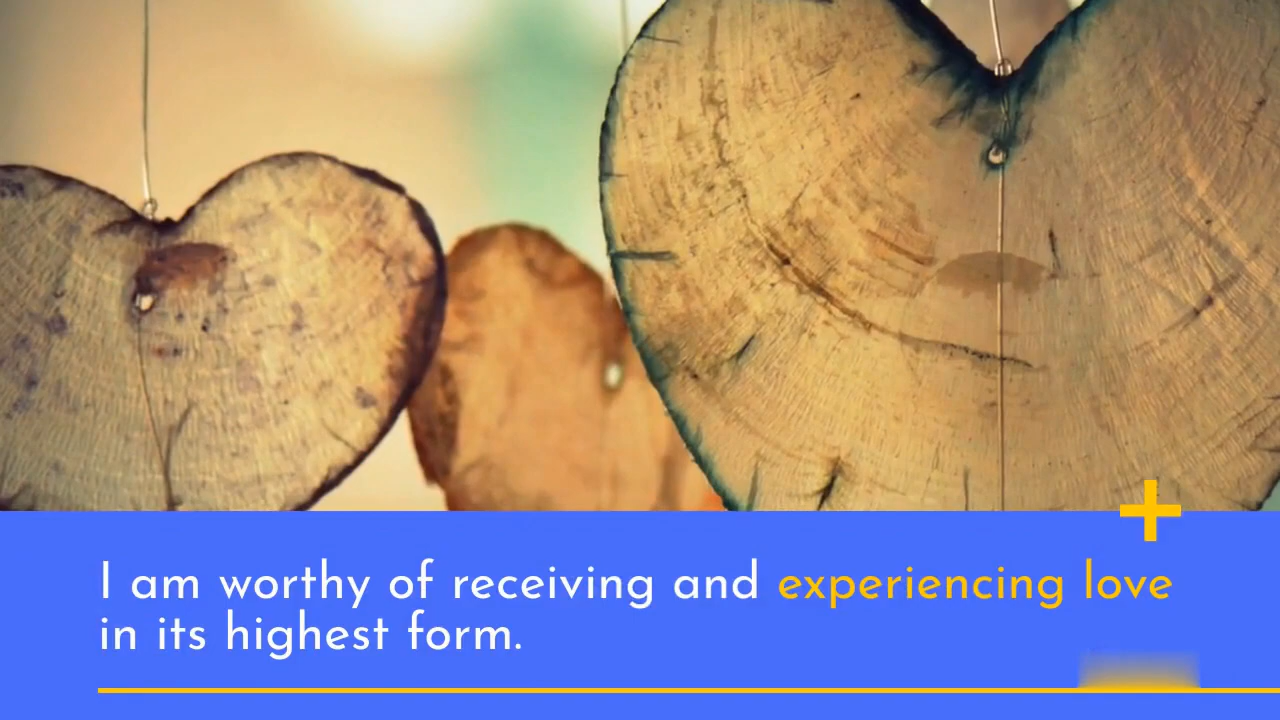 I am worthy of receiving and experiencing love
in its highest form.